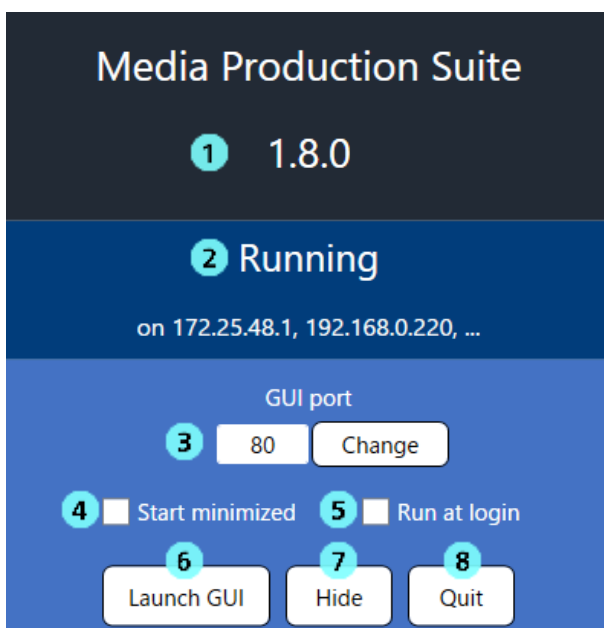 Media Production Suite
1 1.8.0
2 Running
on 172.25.48.1, 192.168.0.220, ...
GUI port
3 80 Change
4 Start minimized 5 Run at login
6 7 8
Launch GUI Hide Quit